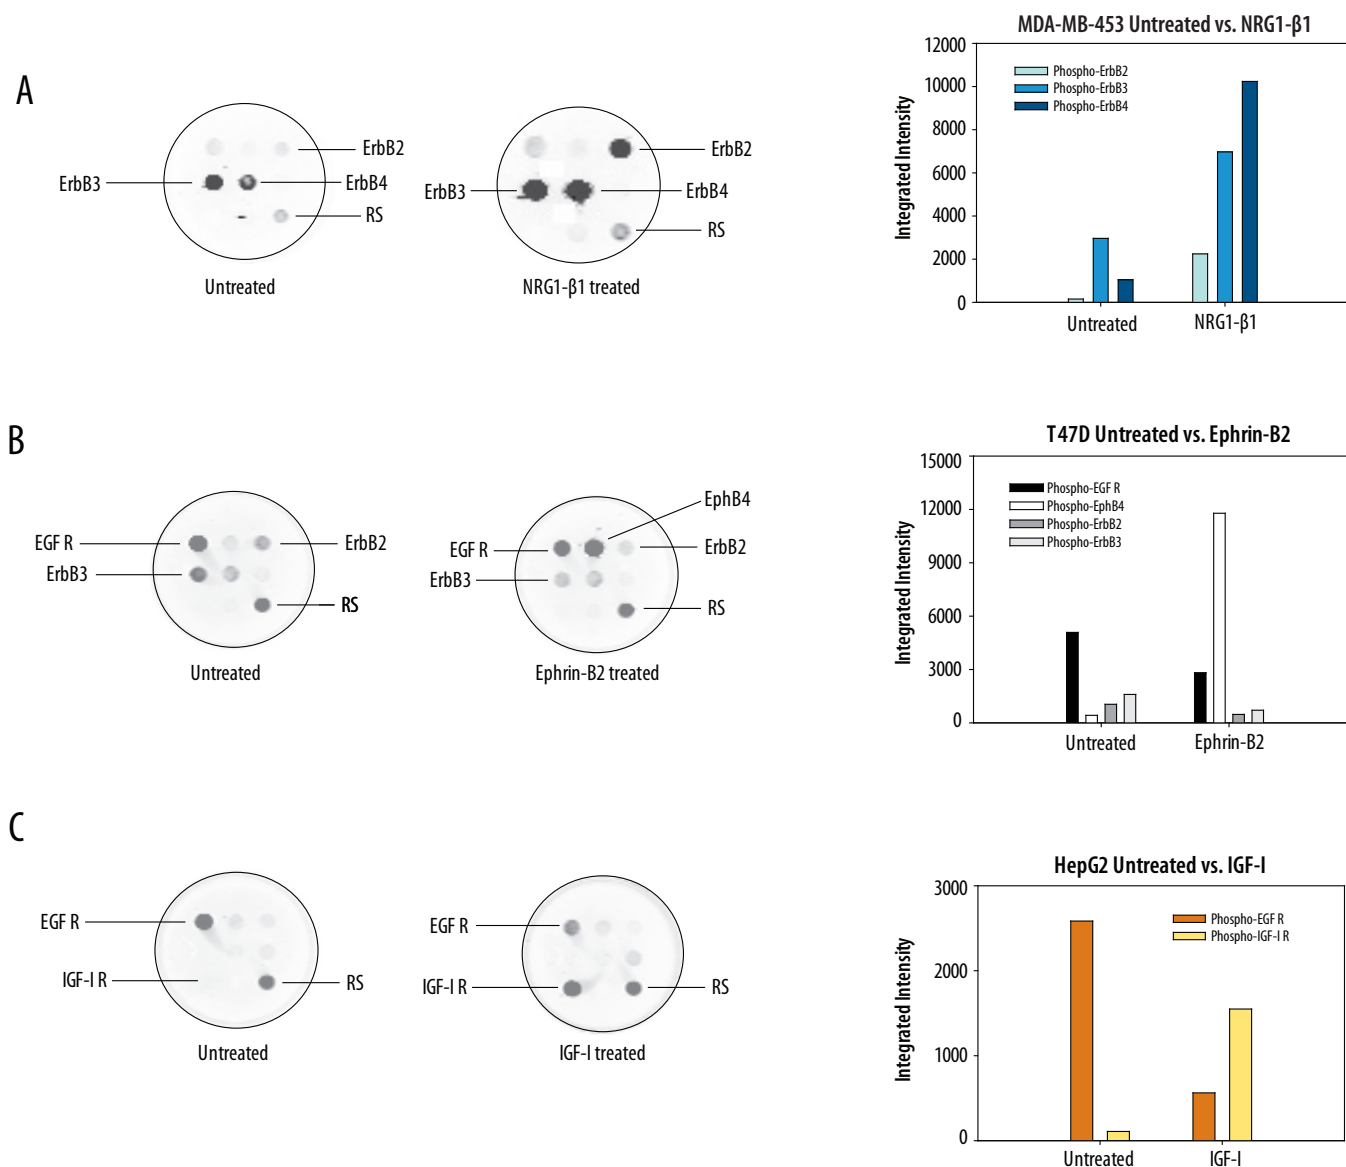 A
ErbB2
ErbB3
ErbB4
RS
Untreated
ErbB2
ErbB3
ErbB4
RS
NRG1-β1 treated
MDA-MB-453 Untreated vs. NRG1-β1
Integrated Intensity
12000
10000
8000
6000
4000
2000
0
Phospho-ErbB2
Phospho-ErbB3
Phospho-ErbB4
Untreated
NRG1-β1
B
EGF R
ErbB2
ErbB3
RS
Untreated
EphB4
EGF R
ErbB2
ErbB3
RS
Ephrin-B2 treated
T47D Untreated vs. Ephrin-B2
Integrated Intensity
15000
12000
9000
6000
3000
0
Phospho-EGF R
Phospho-EphB4
Phospho-ErbB2
Phospho-ErbB3
Untreated
Ephrin-B2
C
EGF R
IGF-I R
RS
Untreated
EGF R
IGF-I R
RS
IGF-I treated
HepG2 Untreated vs. IGF-I
Integrated Intensity
3000
2000
1000
0
Phospho-EGF R
Phospho-IGF-I R
Untreated
IGF-I